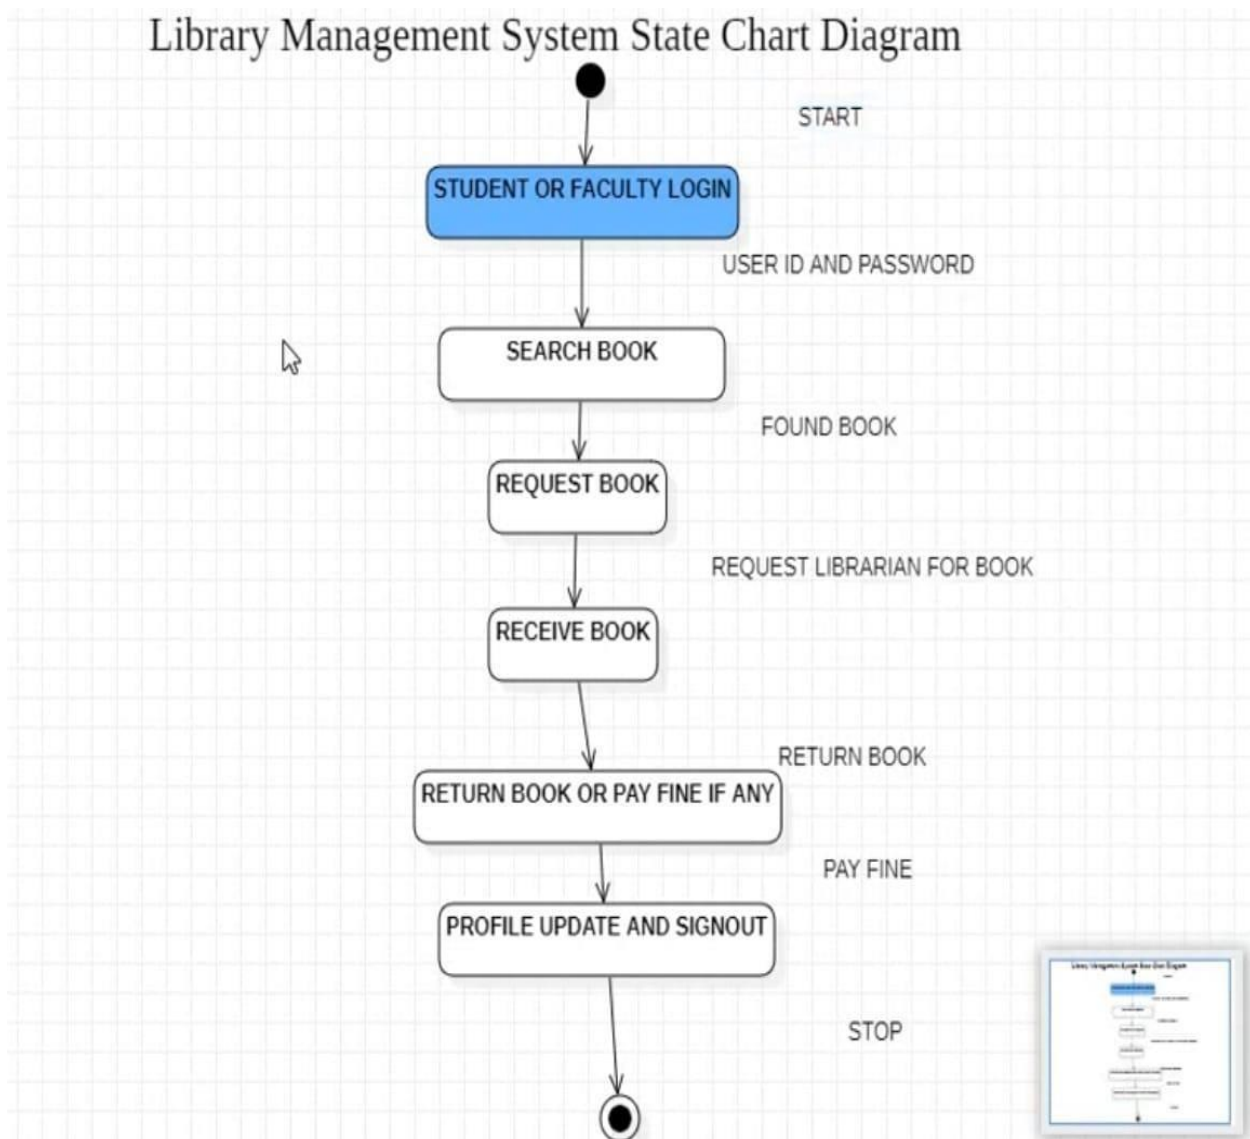 Library Management System State Chart Diagram
START
STUDENT OR FACULTY LOGIN
USER ID AND PASSWORD
SEARCH BOOK
FOUND BOOK
REQUEST BOOK
REQUEST LIBRARIAN FOR BOOK
RECEIVE BOOK
RETURN BOOK
RETURN BOOK OR PAY FINE IF ANY
PAY FINE
PROFILE UPDATE AND SIGNOUT
STOP